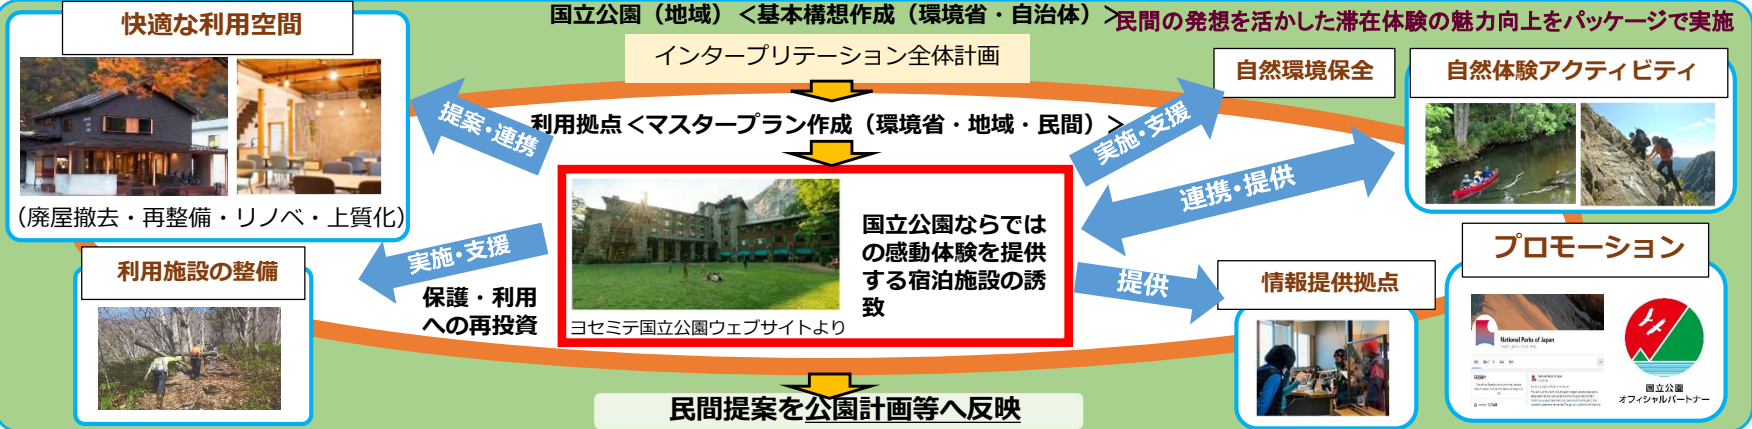 国立公園（地域）＜基本構想作成（環境省・自治体）＞
民間の発想を活かした滞在体験の魅力向上をパッケージで実施
快適な利用空間
インタープリテーション全体計画
自然環境保全
自然体験アクティビティ
提案・連携
利用拠点＜マスタープラン作成（環境省・地域・民間）＞
実施・支援
連携・提供
（廃屋撤去・再整備・リノベ・上質化）
国立公園ならでは
の感動体験を提供
する宿泊施設の誘
致
ヨセミテ国立公園ウェブサイトより
実施・支援
保護・利用
への再投資
利用施設の整備
提供
情報提供拠点
プロモーション
National Parks of Japan
国立公園
オフィシャルパートナー
民間提案を公園計画等へ反映